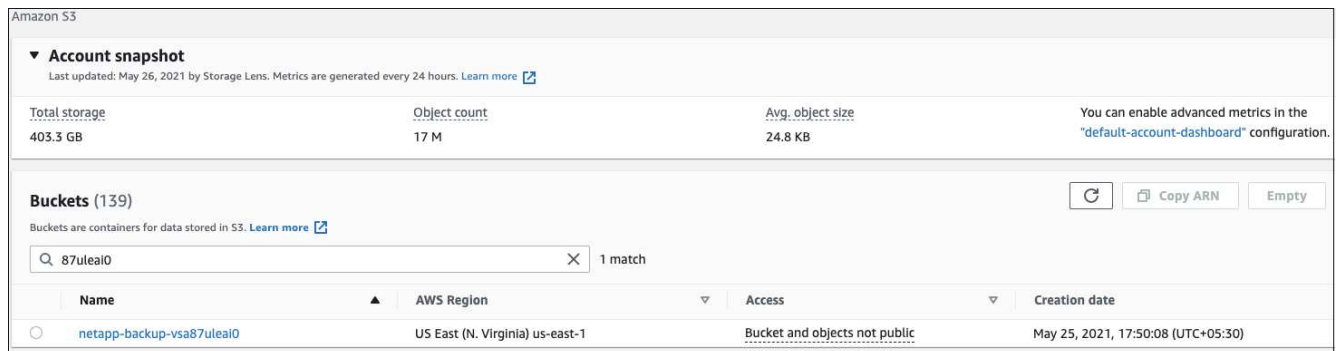 Amazon S3
▼ Account snapshot
Last updated: May 26, 2021 by Storage Lens. Metrics are generated every 24 hours. Learn more
Total storage
403.3 GB
Object count
17 M
Avg. object size
24.8 KB
You can enable advanced metrics in the
"default-account-dashboard" configuration.
Buckets (139)
Buckets are containers for data stored in S3. Learn more
Copy ARN
Empty
87uleai0
1 match
Name AWS Region Access Creation date
netapp-backup-vsa87uleai0 US East (N. Virginia) us-east-1 Bucket and objects not public May 25, 2021, 17:50:08 (UTC+05:30)